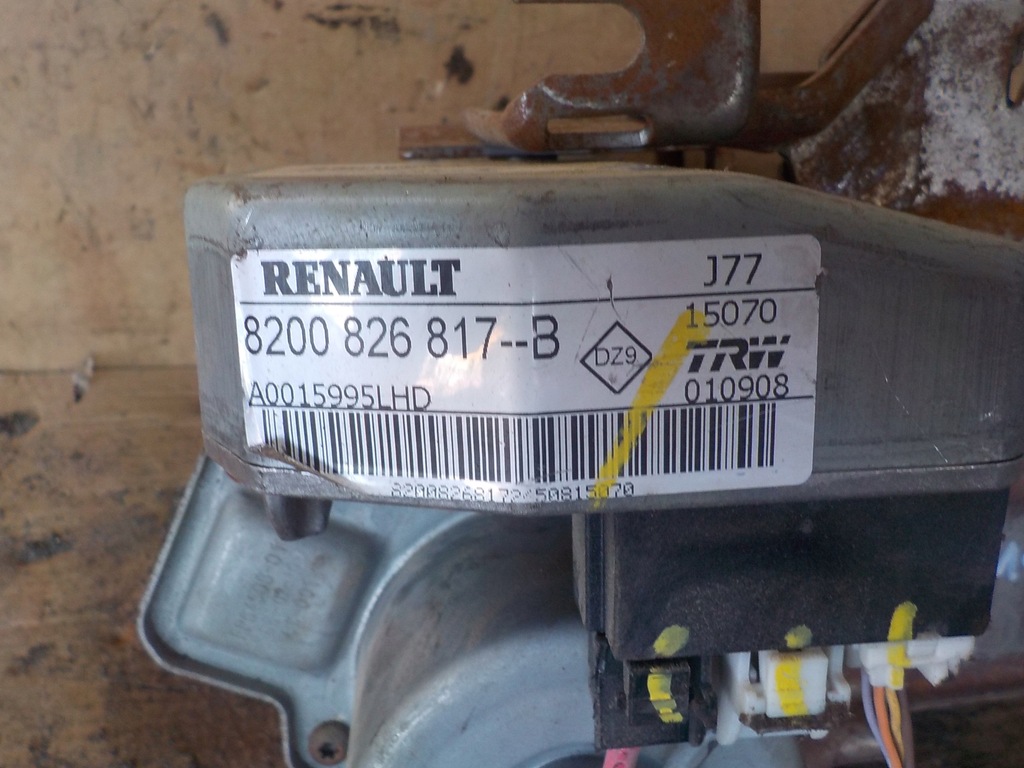 RENAULT J77
8200 826 817--B
DZ9
15070
TRW
010908
A0015995LHD